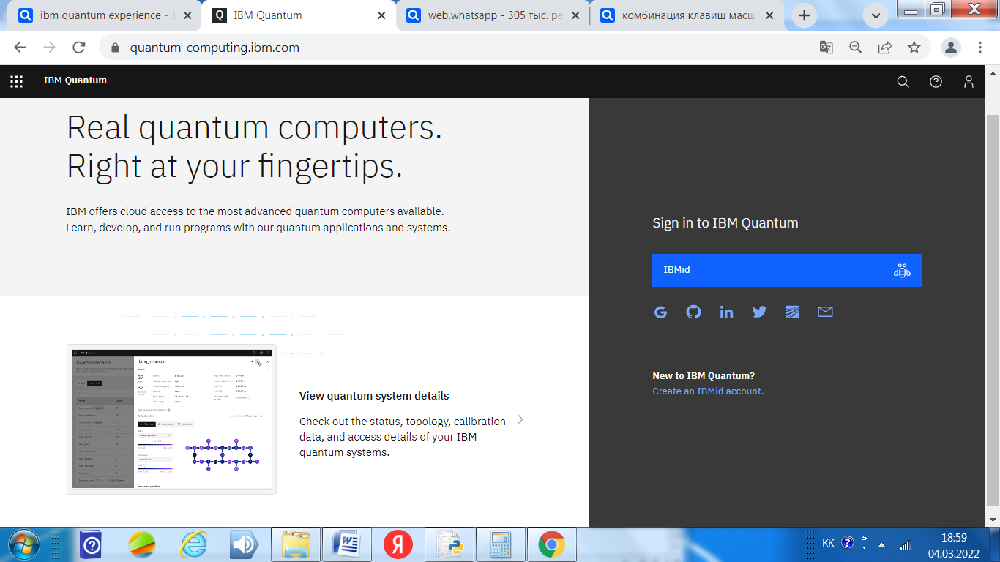 ibm quantum experience - 1
IBM Quantum
web.whatsapp - 305 тыс. ре
комбинация клавиш масш
quantum-computing.ibm.com
IBM Quantum
Real quantum computers.
Right at your fingertips.
IBM offers cloud access to the most advanced quantum computers available.
Learn, develop, and run programs with our quantum applications and systems.
Sign in to IBM Quantum
IBMid
New to IBM Quantum?
Create an IBMid account.
Quantum services
ibmq_mumbai
27
32
View quantum system details
Check out the status, topology, calibration
data, and access details of your IBM
quantum systems.
KK
18:59
04.03.2022